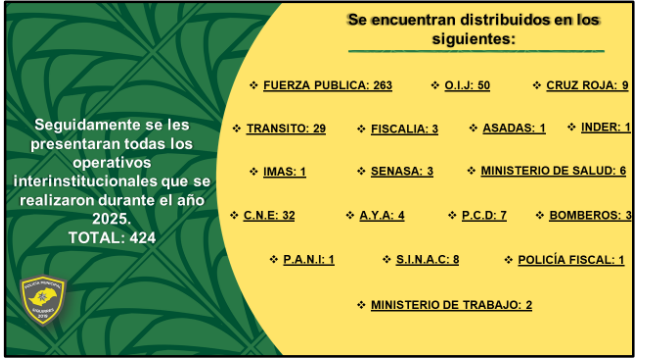 Se encuentran distribuidos en los
siguientes:
Seguidamente se les
presentaran todas los
operativos
interinstitucionales que se
realizaron durante el año
2025.
TOTAL: 424
❖ FUERZA PUBLICA: 263 ❖ O.I.J: 50 ❖ CRUZ ROJA: 9
❖ TRANSITO: 29 ❖ FISCALIA: 3 ❖ ASADAS: 1 ❖ INDER: 1
❖ IMAS: 1 ❖ SENASA: 3 ❖ MINISTERIO DE SALUD: 6
❖ C.N.E: 32 ❖ A.Y.A: 4 ❖ P.C.D: 7 ❖ BOMBEROS: 3
❖ P.A.N.I: 1 ❖ S.I.N.A.C: 8 ❖ POLICÍA FISCAL: 1
❖ MINISTERIO DE TRABAJO: 2
POLICIA MUNICIPAL